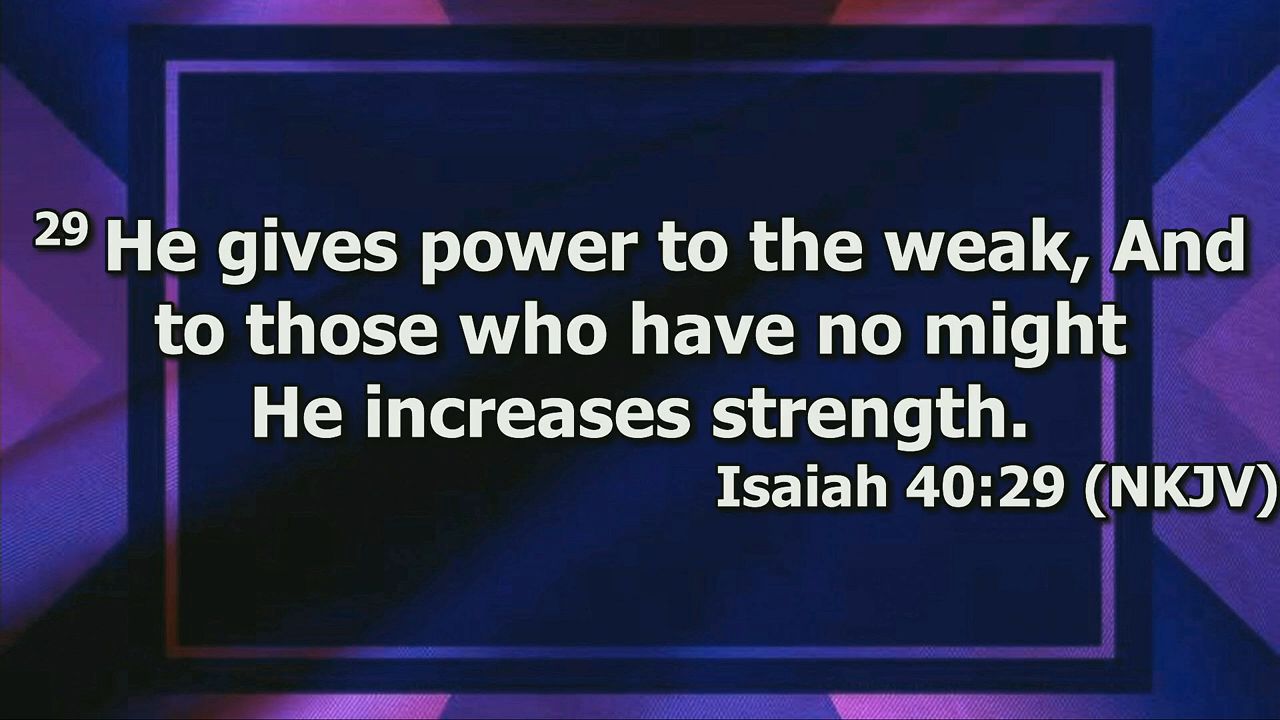 29 He gives power to the weak, And
to those who have no might
He increases strength.
Isaiah 40:29 (NKJV)